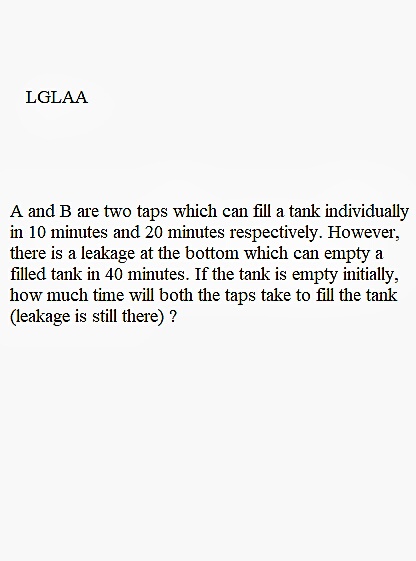 LGLAA
A and B are two taps which can fill a tank individually
in 10 minutes and 20 minutes respectively. However,
there is a leakage at the bottom which can empty a
filled tank in 40 minutes. If the tank is empty initially,
how much time will both the taps take to fill the tank
(leakage is still there) ?